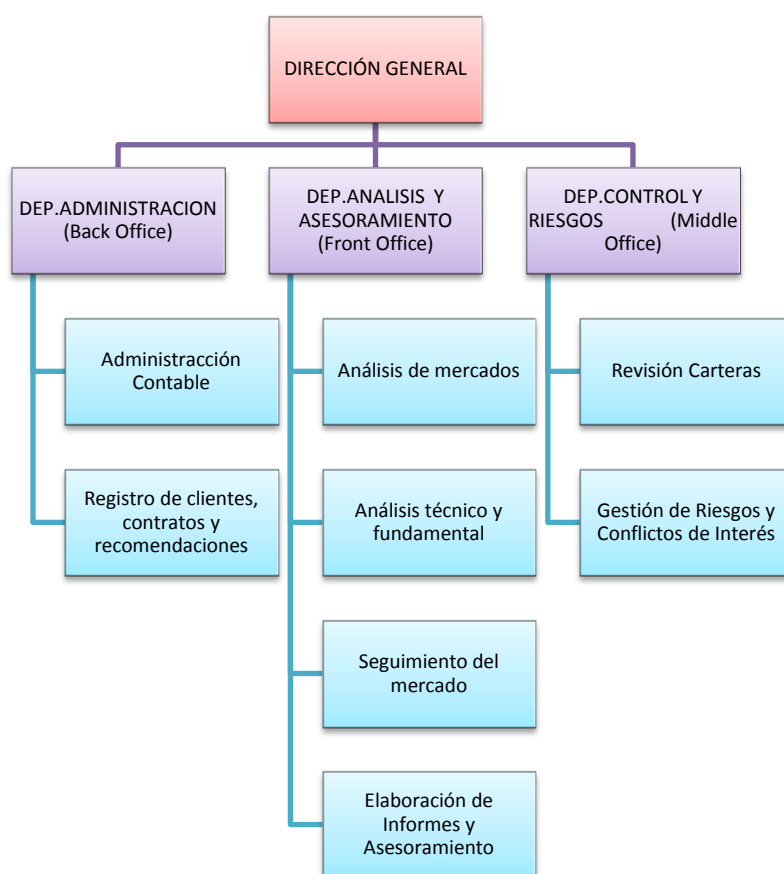 DIRECCIÓN GENERAL
DEP.ADMINISTRACION
(Back Office)
DEP.ANALISIS Y
ASESORAMIENTO
(Front Office)
DEP.CONTROL Y
RIESGOS (Middle
Office)
Administracción
Contable
Registro de clientes,
contratos y
recomendaciones
Análisis de mercados
Análisis técnico y
fundamental
Seguimiento del
mercado
Elaboración de
Informes y
Asesoramiento
Revisión Carteras
Gestión de Riesgos y
Conflictos de Interés